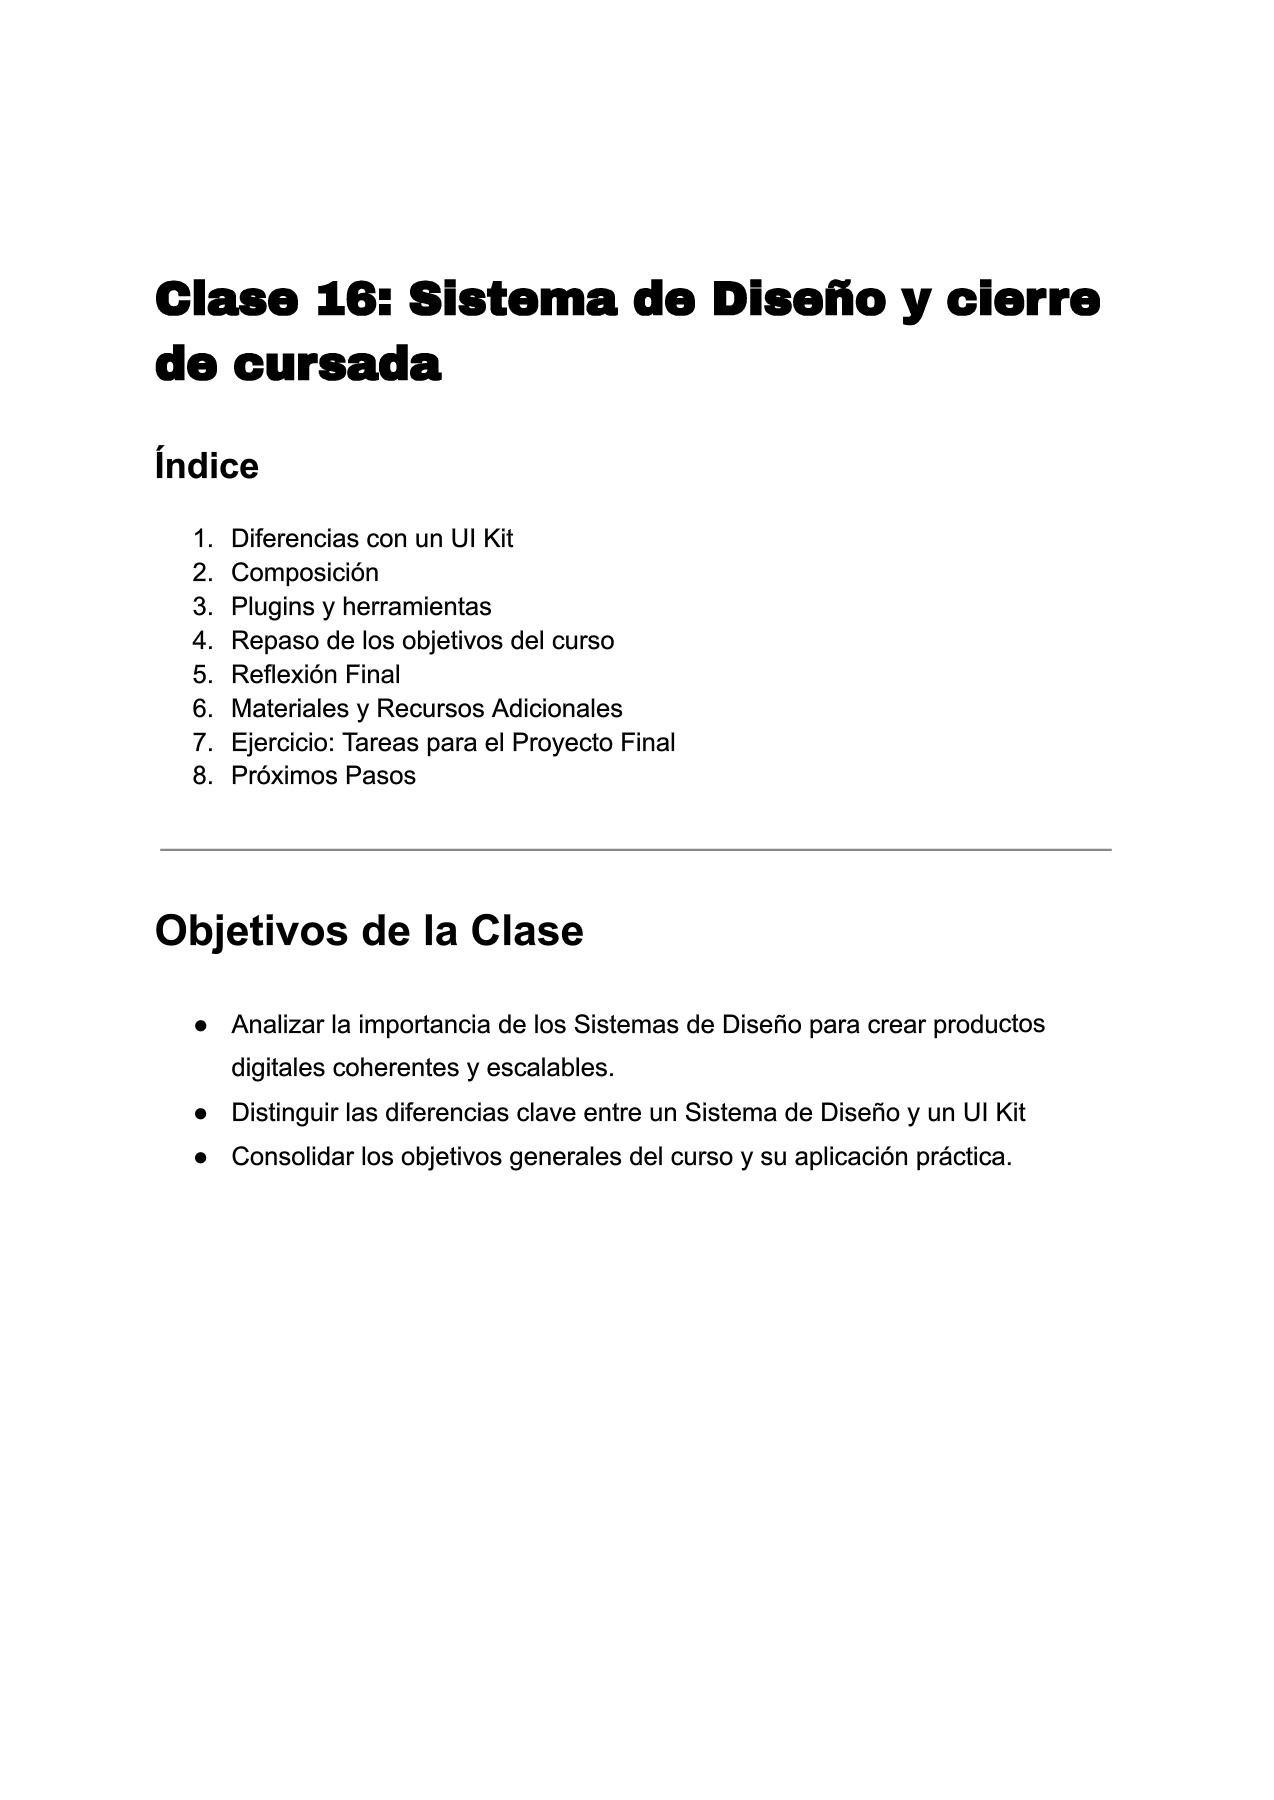 Clase 16: Sistema de Diseño y cierre
de cursada
Índice
1. Diferencias con un UI Kit
2. Composición
3. Plugins y herramientas
4. Repaso de los objetivos del curso
5. Reflexión Final
6. Materiales y Recursos Adicionales
7. Ejercicio: Tareas para el Proyecto Final
8. Próximos Pasos
Objetivos de la Clase
● Analizar la importancia de los Sistemas de Diseño para crear productos
digitales coherentes y escalables.
● Distinguir las diferencias clave entre un Sistema de Diseño y un UI Kit
● Consolidar los objetivos generales del curso y su aplicación práctica.